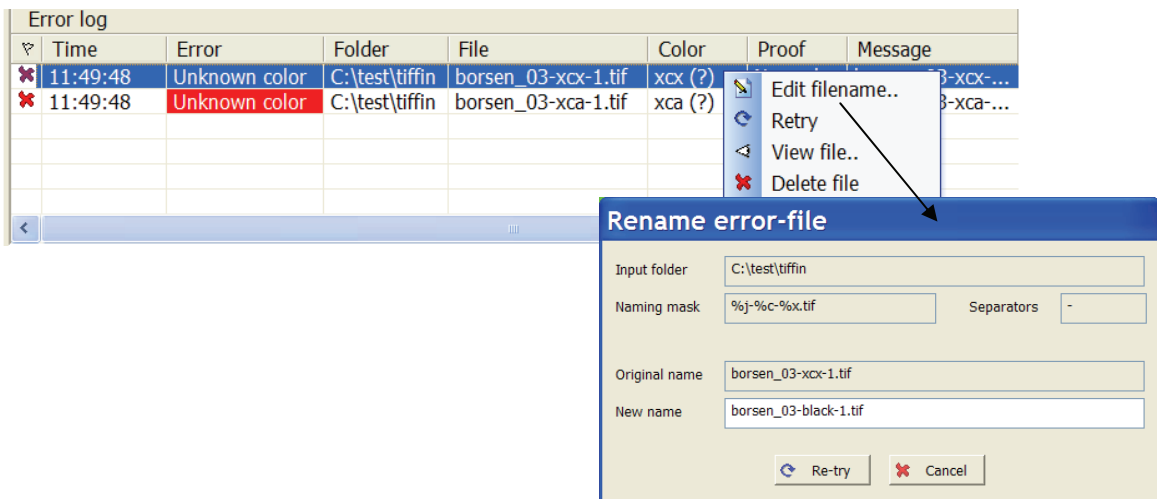 Error log
Time Error Folder File Color Proof Message
11:49:48 Unknown color C:\test\tiffin borsen_03-xcx-1.tif xcx (?)
11:49:48 Unknown color C:\test\tiffin borsen_03-xca-1.tif xca (?) 3-xca-...
Edit filename..
Retry
View file..
Delete file
Rename error-file
Input folder C:\test\tiffin
Naming mask %j-%c-%x.tif Separators -
Original name borsen_03-xcx-1.tif
New name borsen_03-black-1.tif
Re-try Cancel